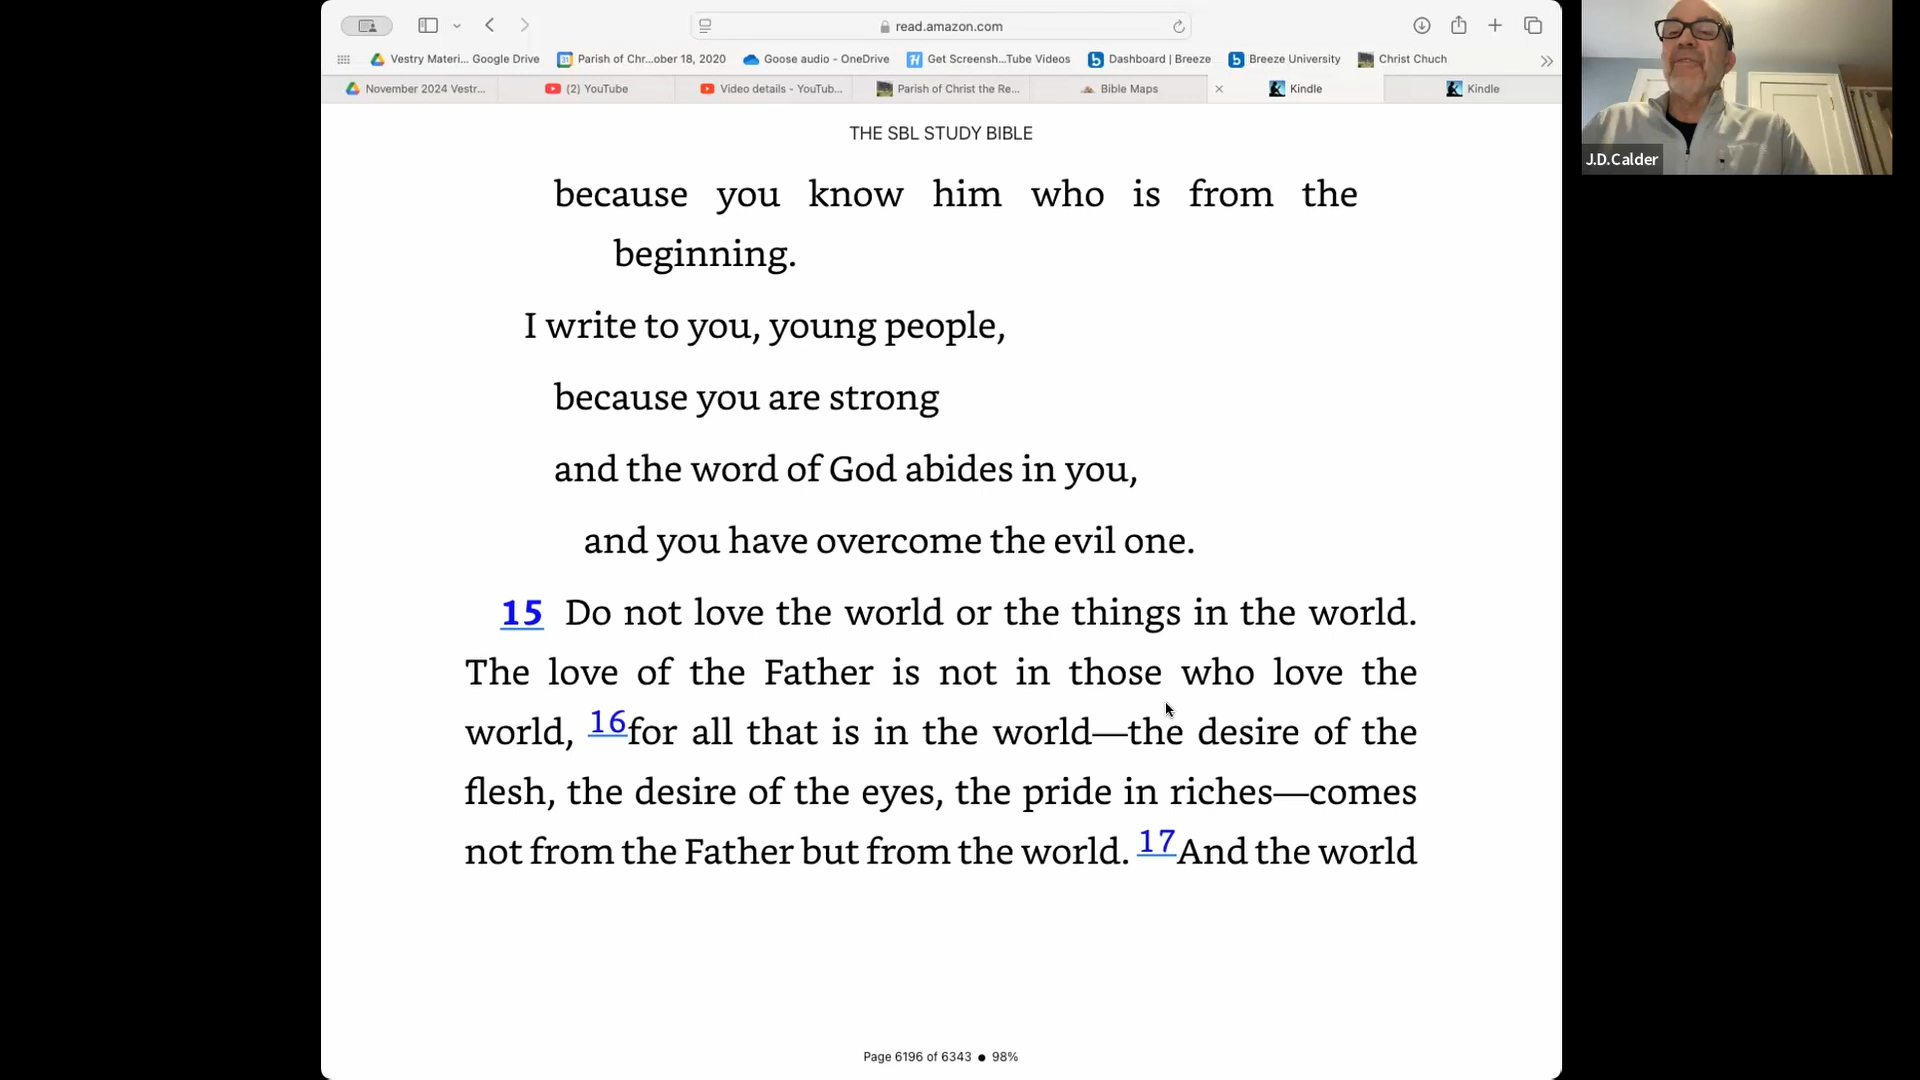 read.amazon.com
Vestry Materi... Google Drive
Parish of Chr...ober 18, 2020
Goose audio - OneDrive
Get Screensh...Tube Videos
Dashboard | Breeze
Breeze University
Christ Chuch
November 2024 Vestr...
(2) YouTube
Video details - YouTub...
Parish of Christ the Re...
Bible Maps
Kindle
Kindle
J.D.Calder
THE SBL STUDY BIBLE
because you know him who is from the
beginning.
I write to you, young people,
because you are strong
and the word of God abides in you,
and you have overcome the evil one.
15 Do not love the world or the things in the world.
The love of the Father is not in those who love the
world, 16for all that is in the world—the desire of the
flesh, the desire of the eyes, the pride in riches—comes
not from the Father but from the world. 17And the world
Page 6196 of 6343 ● 98%